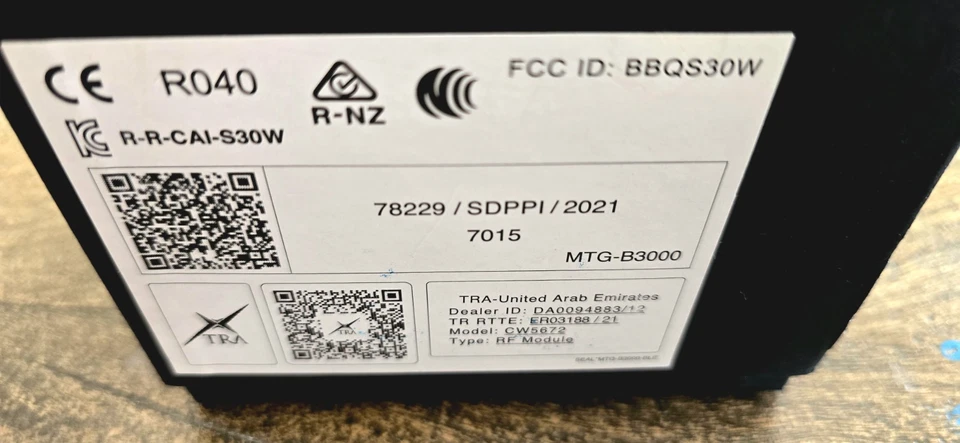 CE R040 R-NZ FCC ID: BBQS30W
R-R-CAI-S30W
78229 / SDPPI / 2021
7015
MTG-B3000
TRA
TRA
TRA-United Arab Emirates
Dealer ID: DA0094883/12
TR RTTE: ER03188 / 21
Model: CW5672
Type: RF Module